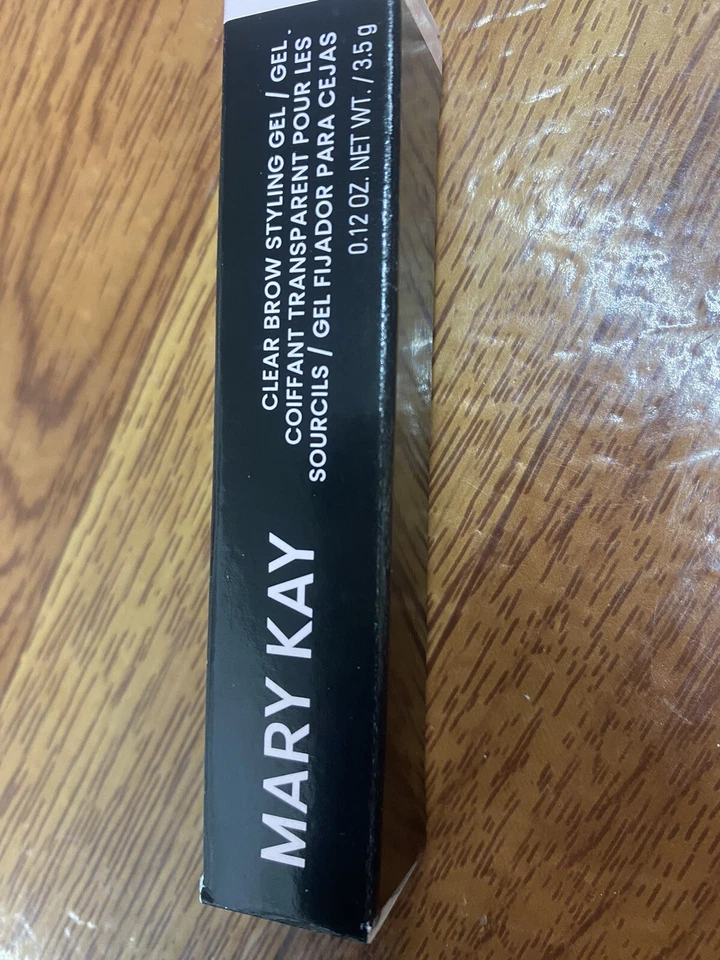 MARY KAY
CLEAR BROW STYLING GEL / GEL
COIFFANT TRANSPARENT POUR LES
SOURCILS / GEL FIJADOR PARA CEJAS
0.12 OZ. NET WT. / 3.5 g